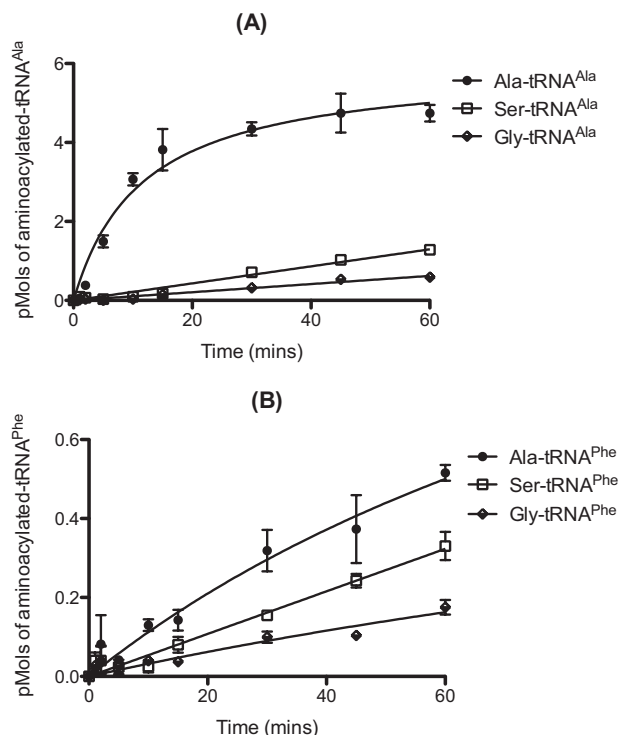 (A)
pMols of aminoacylated-tRNA^Ala
6
4
2
0
0 20 40 60
Time (mins)
Ala-tRNA^Ala
Ser-tRNA^Ala
Gly-tRNA^Ala
(B)
pMols of aminoacylated-tRNA^Phe
0.6
0.4
0.2
0.0
0 20 40 60
Time (mins)
Ala-tRNA^Phe
Ser-tRNA^Phe
Gly-tRNA^Phe